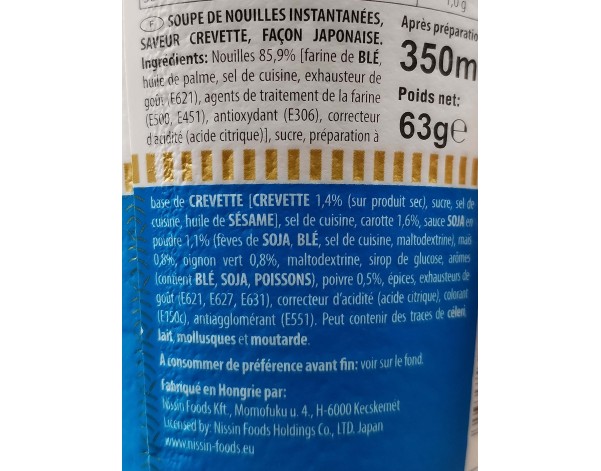 1,0 g
F SOUPE DE NOUILLES INSTANTANÉES,
SAVEUR CREVETTE, FAÇON JAPONAISE.
Ingrédients: Nouilles 85,9% [farine de BLÉ,
huile de palme, sel de cuisine, exhausteur de
goût (E621), agents de traitement de la farine
(E500, E451), antioxydant (E306), correcteur
d'acidité (acide citrique)], sucre, préparation à
Après préparatio
350m
Poids net:
63g℮
base de CREVETTE [CREVETTE 1,4% (sur produit sec), sucre, sel de
cuisine, huile de SÉSAME], sel de cuisine, carotte 1,6%, sauce SOJA en
poudre 1,1% (fèves de SOJA, BLÉ, sel de cuisine, maltodextrine), maïs
0,8%, oignon vert 0,8%, maltodextrine, sirop de glucose, arômes
(contient BLÉ, SOJA, POISSONS), poivre 0,5%, épices, exhausteurs de
goût (E621, E627, E631), correcteur d'acidité (acide citrique), colorant
(E150c), antiagglomérant (E551). Peut contenir des traces de céleri,
lait, mollusques et moutarde.
A consommer de préférence avant fin: voir sur le fond.
Fabriqué en Hongrie par:
Nissin Foods Kft., Momofuku u. 4., H-6000 Kecskemét
Licensed by: Nissin Foods Holdings Co., LTD. Japan
www.nissin-foods.eu